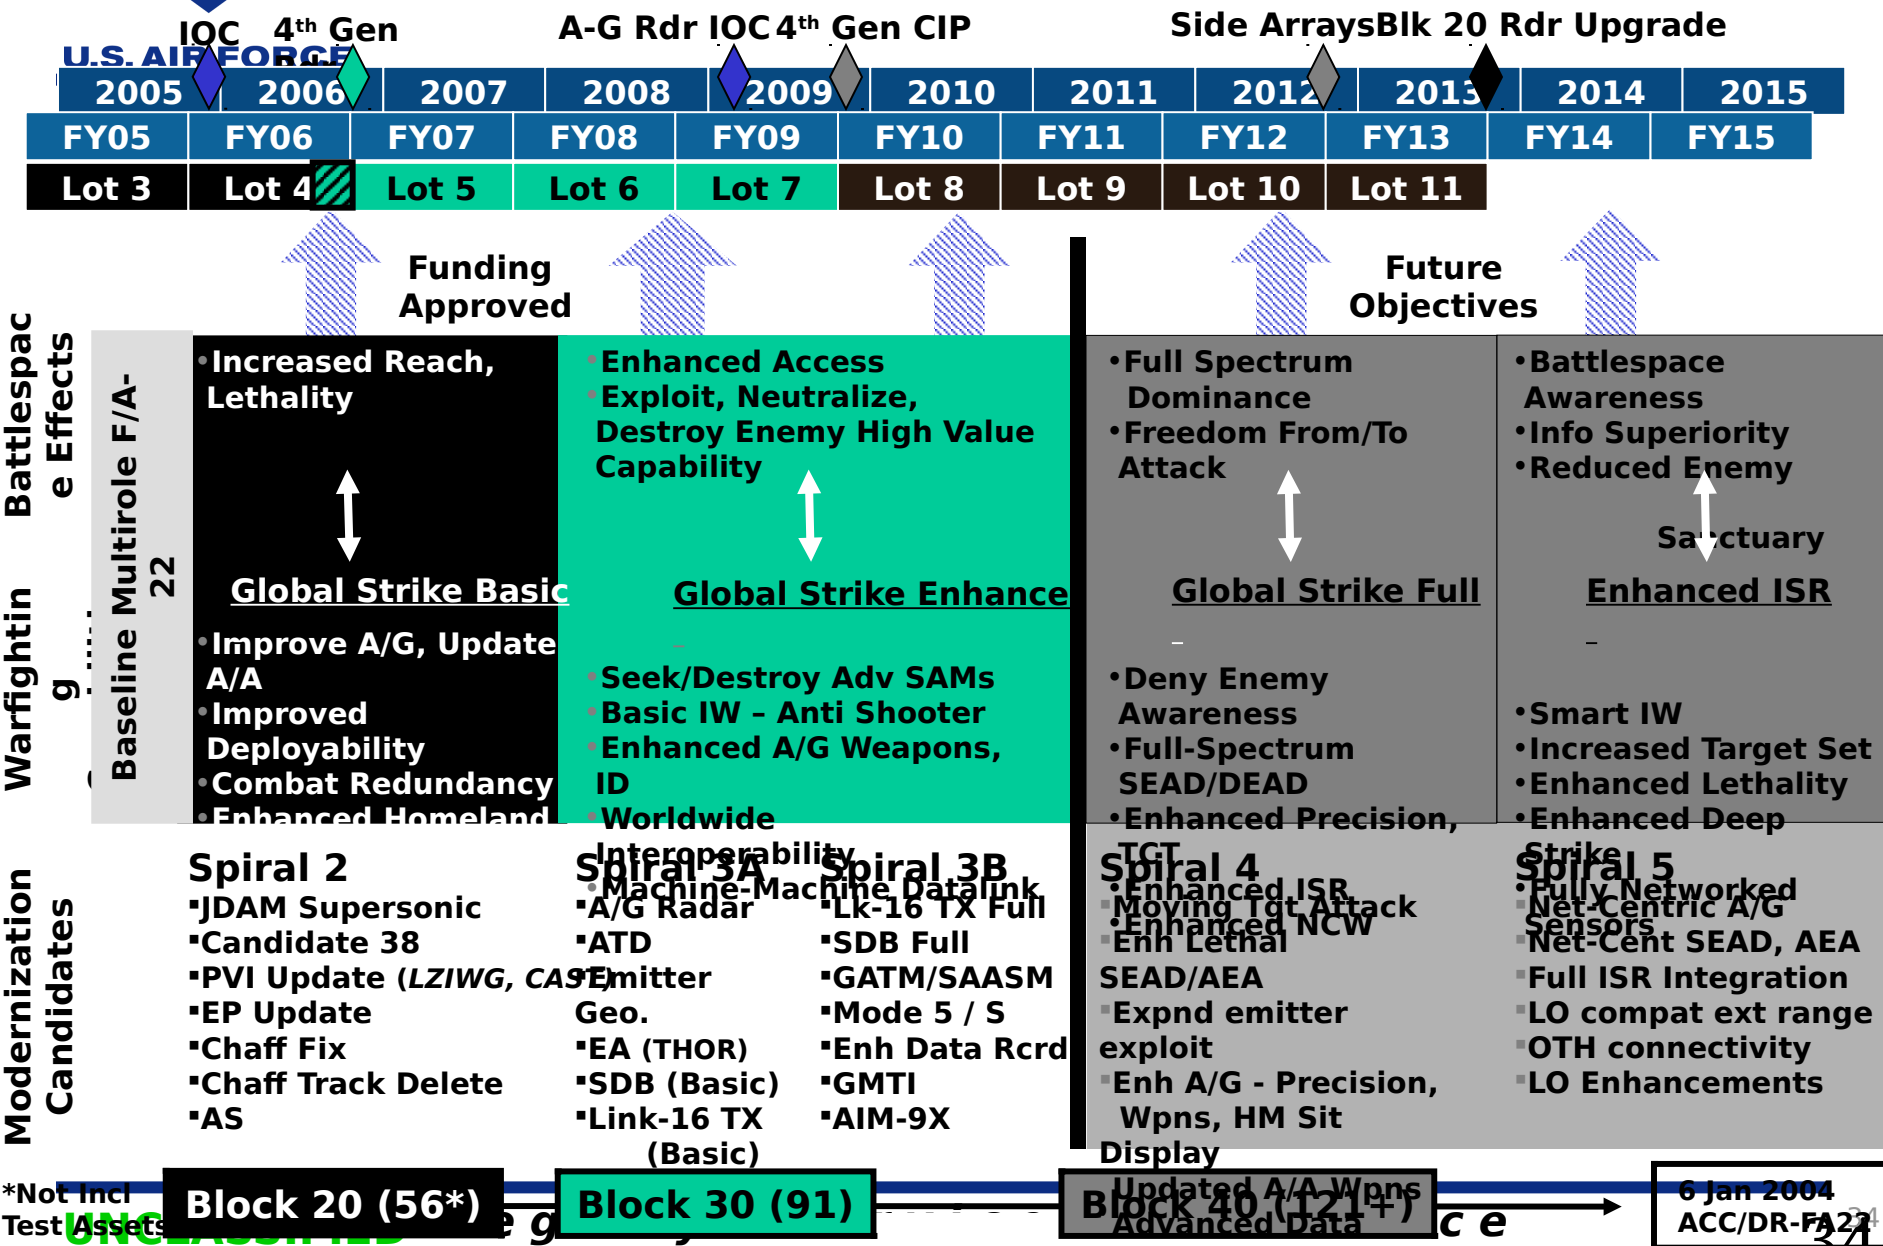 IOC
4th Gen
A-G Rdr IOC
4th Gen CIP
Side Arrays
Blk 20 Rdr Upgrade
U.S. AIR FORCE
2005 2006 2007 2008 2009 2010 2011 2012 2013 2014 2015
FY05 FY06 FY07 FY08 FY09 FY10 FY11 FY12 FY13 FY14 FY15
Lot 3 Lot 4 Lot 5 Lot 6 Lot 7 Lot 8 Lot 9 Lot 10 Lot 11
Funding
Approved
Future
Objectives
Battlespac
e Effects
Warfightin
g
Modernization
Candidates
Baseline Multirole F/A-
22
•Increased Reach,
Lethality
Global Strike Basic
•Improve A/G, Update
A/A
•Improved
Deployability
•Combat Redundancy
•Enhanced Homeland
•Enhanced Access
•Exploit, Neutralize,
Destroy Enemy High Value
Capability
Global Strike Enhance
•Seek/Destroy Adv SAMs
•Basic IW – Anti Shooter
•Enhanced A/G Weapons,
ID
•Worldwide
Interoperability
•Machine-Machine Datalink
•Full Spectrum
Dominance
•Freedom From/To
Attack
Global Strike Full
•Deny Enemy
Awareness
•Full-Spectrum
SEAD/DEAD
•Enhanced Precision,
TCT
•Enhanced ISR
•Enhanced NCW
•Battlespace
Awareness
•Info Superiority
•Reduced Enemy
Sanctuary
Enhanced ISR
•Smart IW
•Increased Target Set
•Enhanced Lethality
•Enhanced Deep
Strike
•Fully Networked
Sensors
Spiral 2
▪JDAM Supersonic
▪Candidate 38
▪PVI Update (LZIWG, CAST)
▪EP Update
▪Chaff Fix
▪Chaff Track Delete
▪AS
Spiral 3A
▪A/G Radar
▪ATD
▪Emitter
Geo.
▪EA (THOR)
▪SDB (Basic)
▪Link-16 TX
(Basic)
Spiral 3B
▪Lk-16 TX Full
▪SDB Full
▪GATM/SAASM
▪Mode 5 / S
▪Enh Data Rcrd
▪GMTI
▪AIM-9X
Spiral 4
▪Moving Tgt Attack
▪Enh Lethal
SEAD/AEA
▪Expnd emitter
exploit
▪Enh A/G - Precision,
Wpns, HM Sit
Display
▪Updated A/A Wpns
Advanced Data
Spiral 5
▪Net-Centric A/G
▪Net-Cent SEAD, AEA
▪Full ISR Integration
▪LO compat ext range
▪OTH connectivity
▪LO Enhancements
*Not Incl
Test Assets
Block 20 (56*)
Block 30 (91)
Block 40 (121+)
6 Jan 2004
ACC/DR-FA22
UNCLASSIFIED
34
34